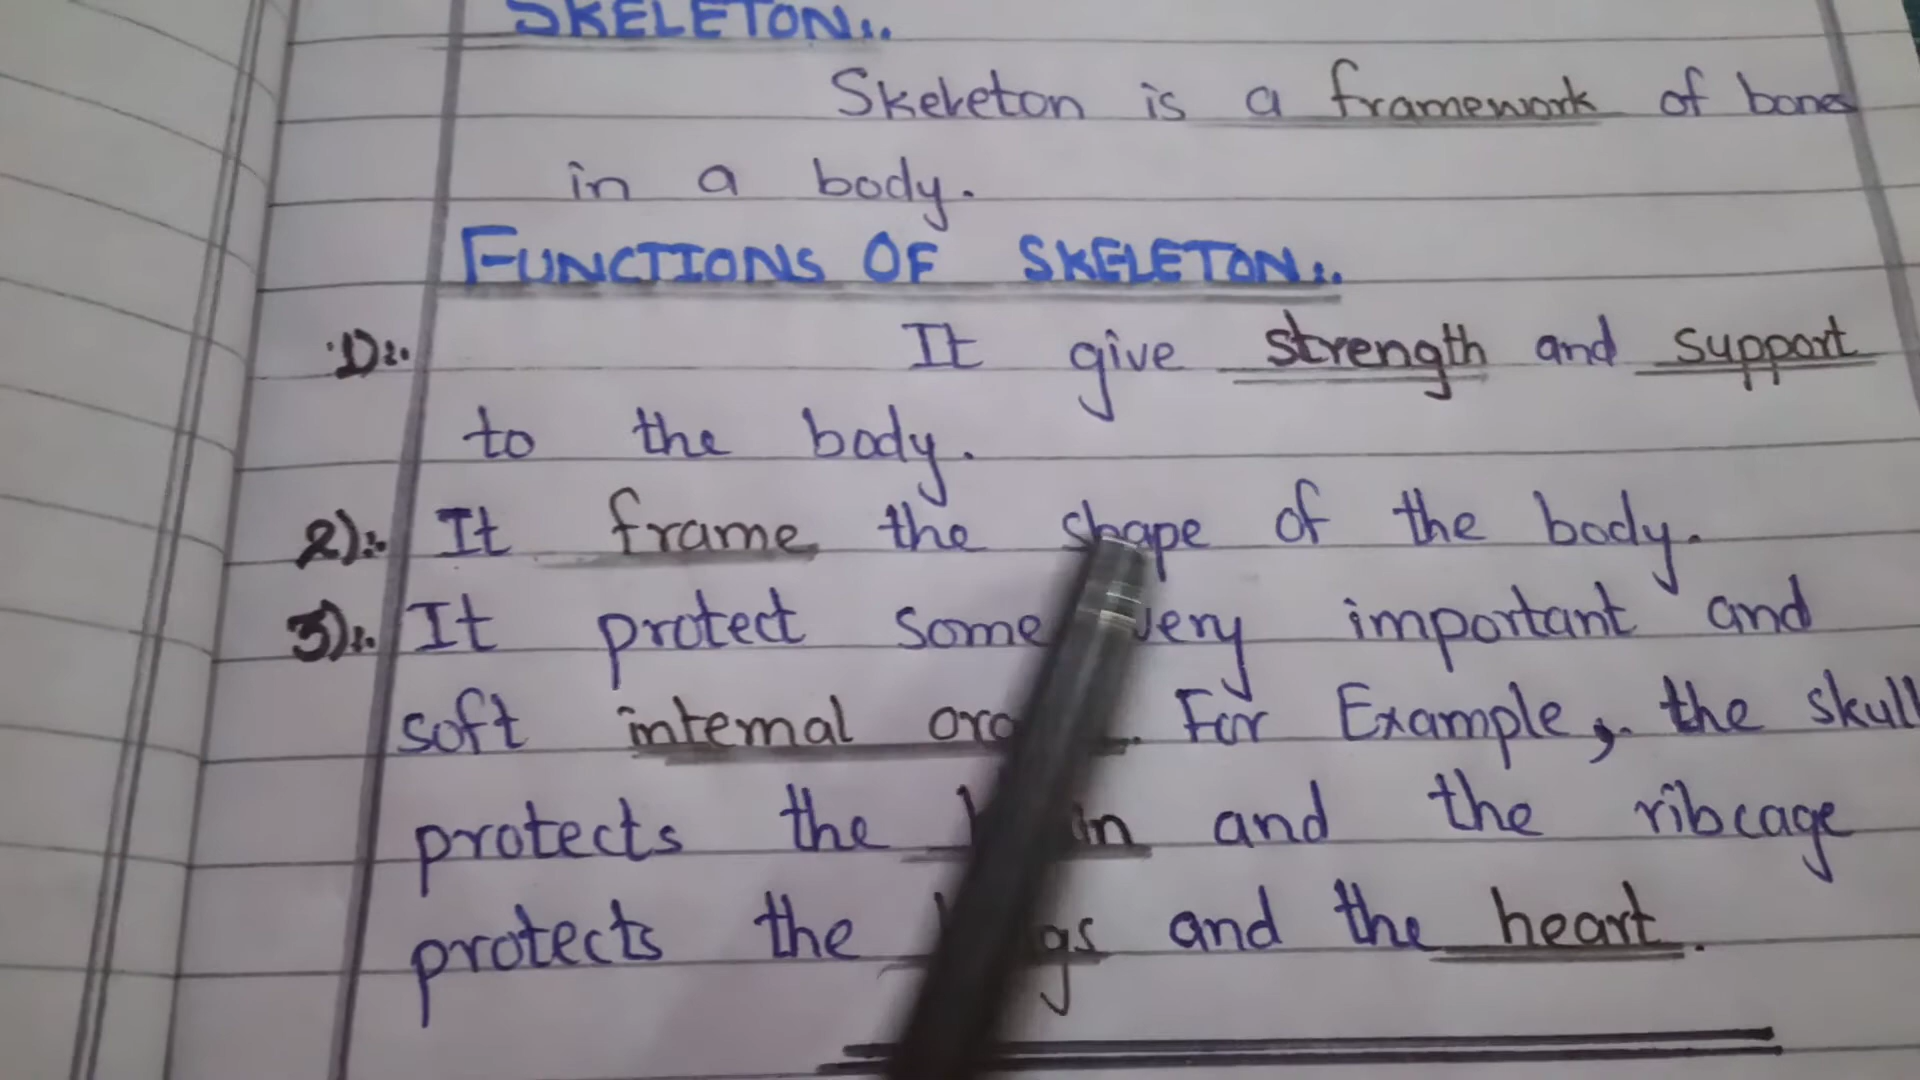 SKELETON:.
Skeleton is a framework of bones
in a body.
FUNCTIONS OF SKELETON:.
1):. It give strength and support
to the body.
2):. It frame the shape of the body.
3):. It protect some very important and
soft internal For Example, the skull
protects the and the ribcage
protects the and the heart.